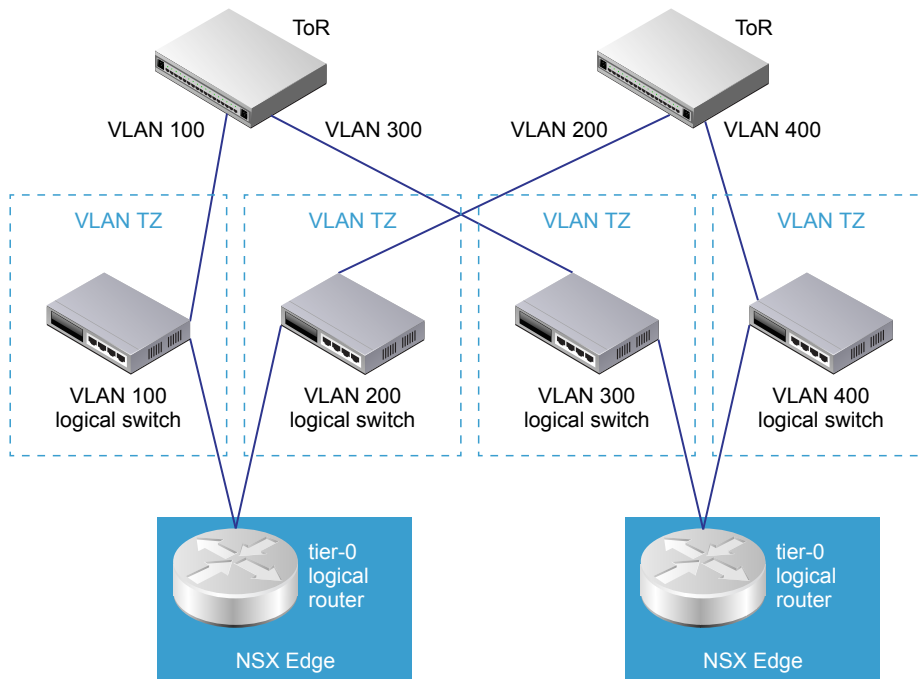 ToR
ToR
VLAN 100
VLAN 300
VLAN 200
VLAN 400
VLAN TZ
VLAN TZ
VLAN TZ
VLAN TZ
VLAN 100
logical switch
VLAN 200
logical switch
VLAN 300
logical switch
VLAN 400
logical switch
tier-0
logical
router
NSX Edge
tier-0
logical
router
NSX Edge